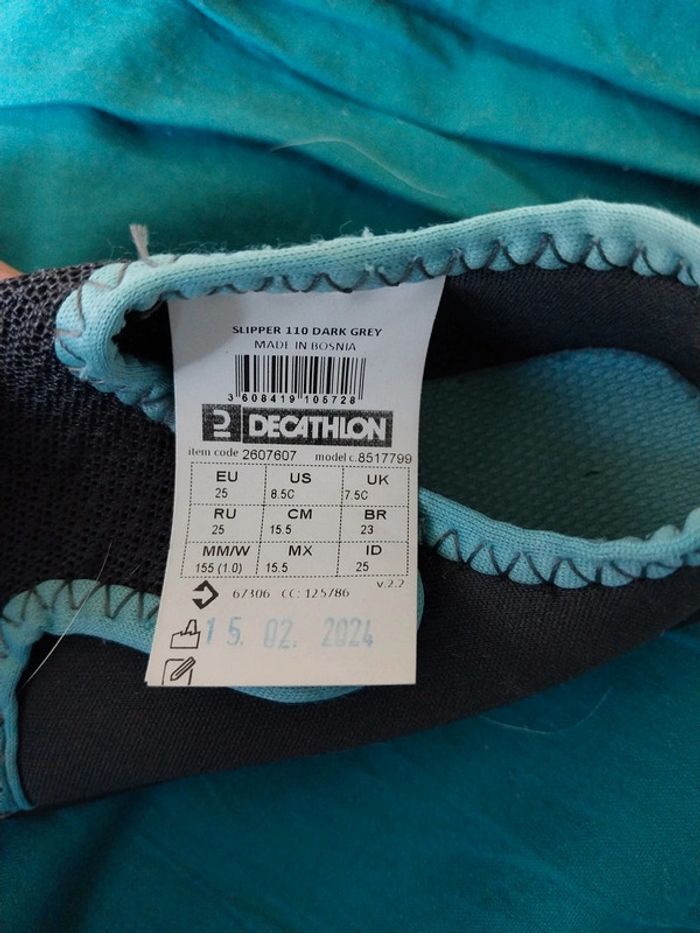 SLIPPER 110 DARK GREY
MADE IN BOSNIA
3 608419 105728
DECATHLON
item code 2607607 model c.8517799
EU US UK
25 8.5C 7.5C
RU CM BR
25 15.5 23
MM/W MX ID
155 (1.0) 15.5 25
v.2.2
67306 CC: 125786
15. 02. 2024